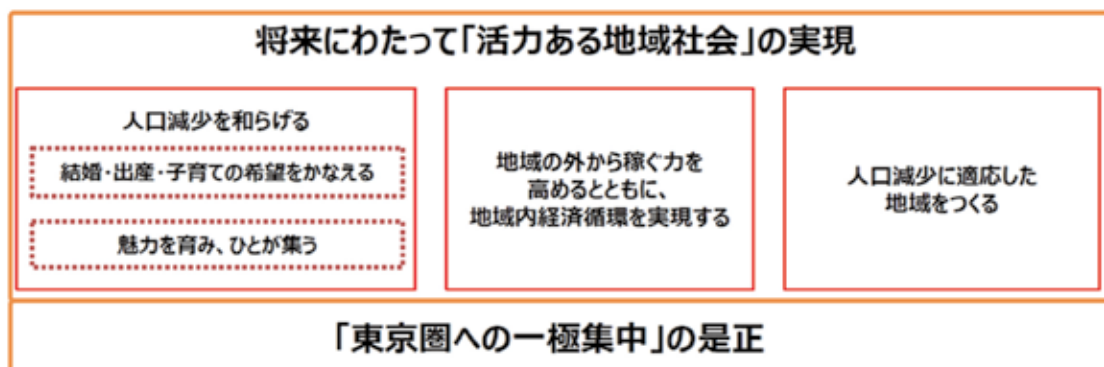 将来にわたって「活力ある地域社会」の実現
人口減少を和らげる
結婚・出産・子育ての希望をかなえる
魅力を育み、ひとが集う
地域の外から稼ぐ力を
高めるとともに、
地域内経済循環を実現する
人口減少に適応した
地域をつくる
「東京圏への一極集中」の是正